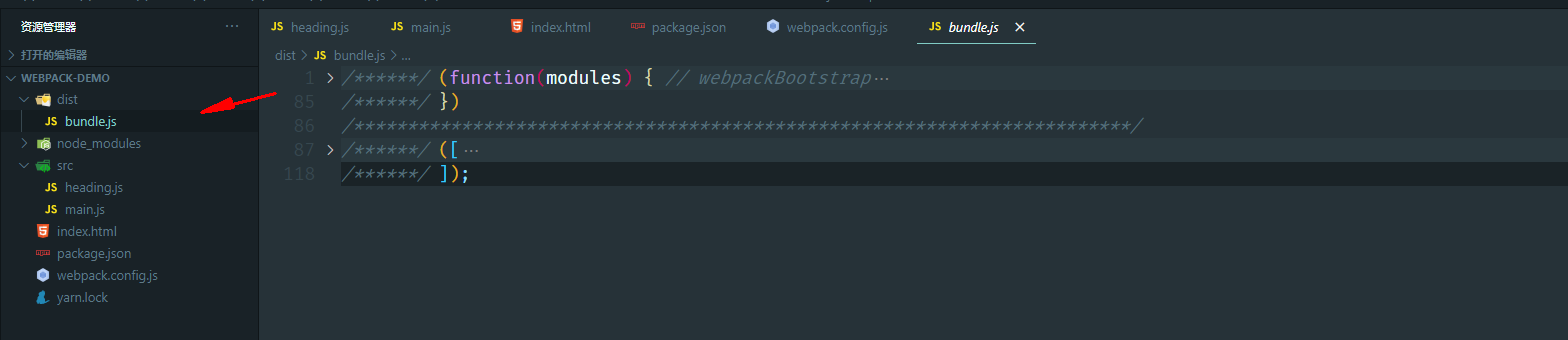 资源管理器 ···
打开的编辑器
WEBPACK-DEMO
dist
JS bundle.js
node_modules
src
JS heading.js
JS main.js
index.html
package.json
webpack.config.js
yarn.lock
JS heading.js JS main.js index.html package.json webpack.config.js JS bundle.js ×
dist > JS bundle.js > ...
1 > /******/ (function(modules) { // webpackBootstrap···
85 /******/ })
86 /************************************************************************/
87 > /******/ ([ ···
118 /******/ ]);